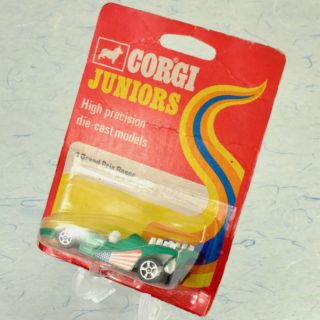 CORGI
JUNIORS
High precision
die-cast models
Grand Prix Racer